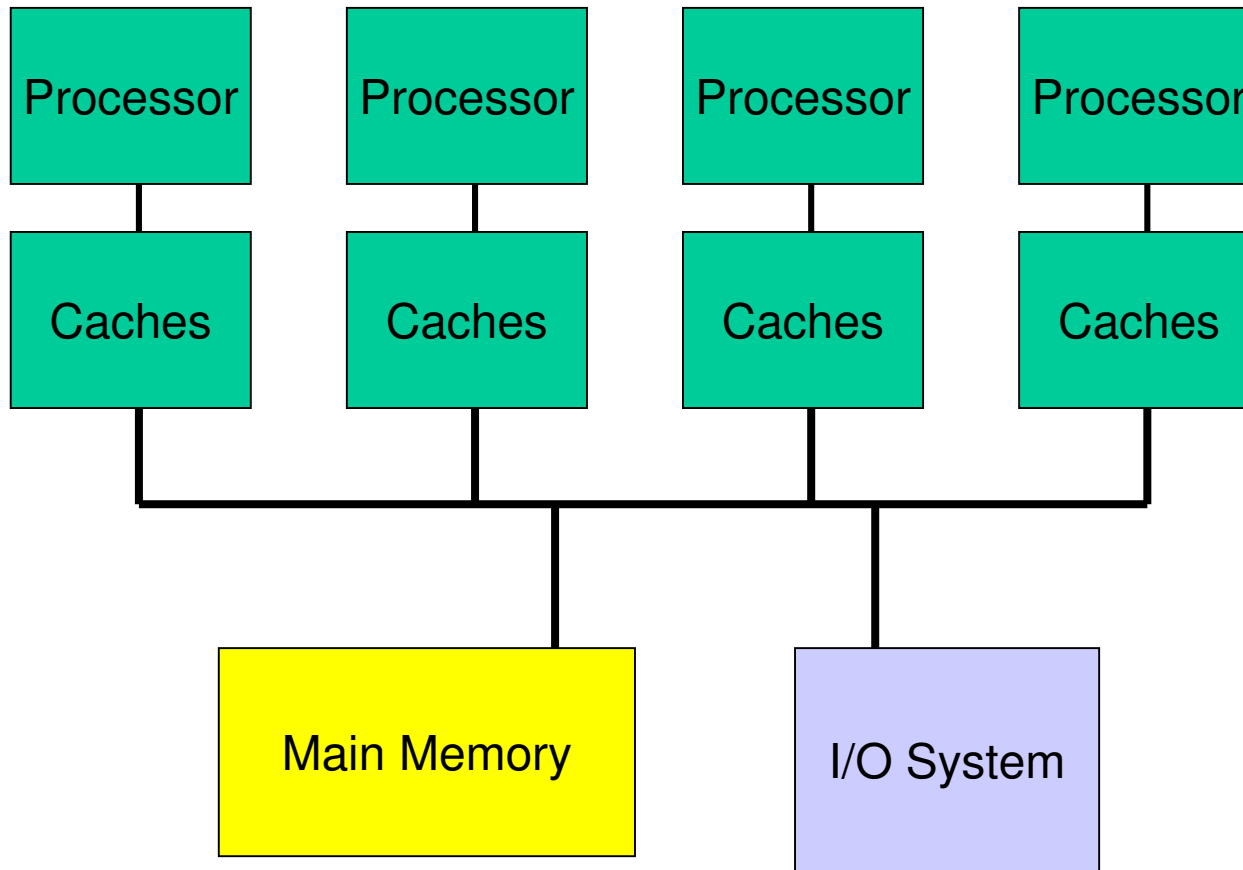 Processor
Processor
Processor
Processor
Caches
Caches
Caches
Caches
Main Memory
I/O System